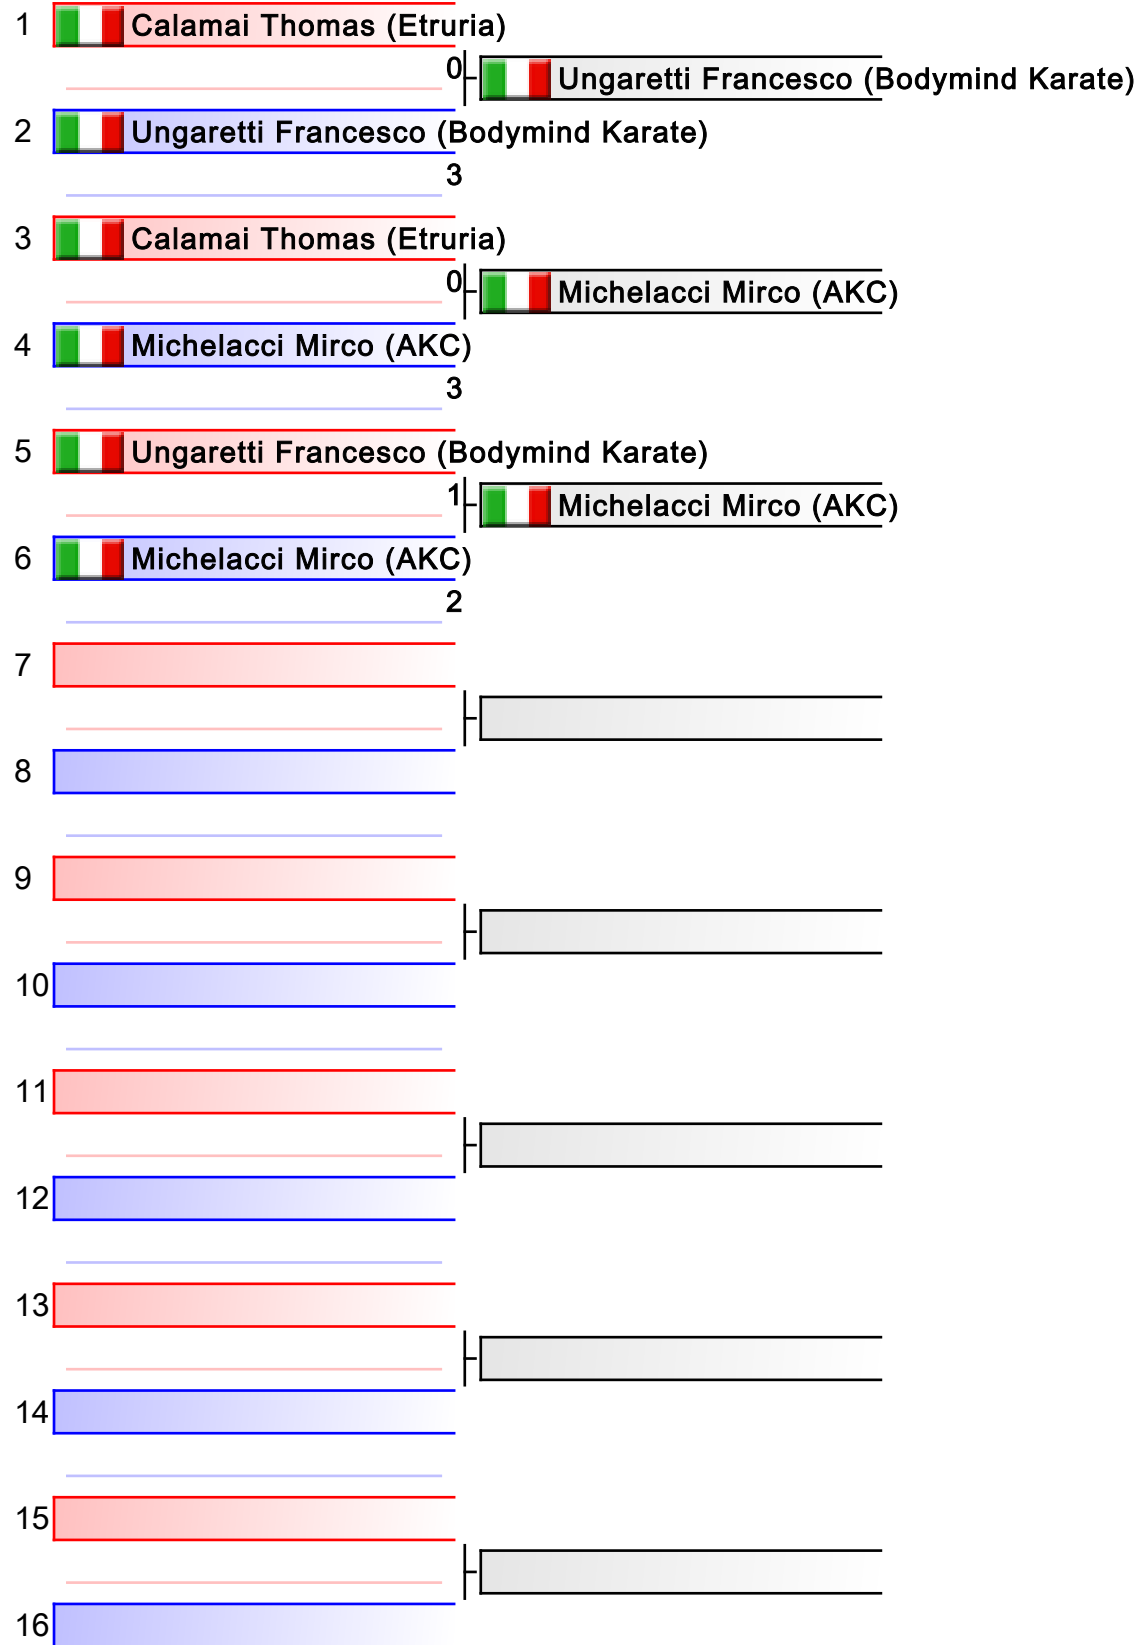 1 Calamai Thomas (Etruria)
0 Ungaretti Francesco (Bodymind Karate)
2 Ungaretti Francesco (Bodymind Karate)
3
3 Calamai Thomas (Etruria)
0 Michelacci Mirco (AKC)
4 Michelacci Mirco (AKC)
3
5 Ungaretti Francesco (Bodymind Karate)
1 Michelacci Mirco (AKC)
6 Michelacci Mirco (AKC)
2
7
8
9
10
11
12
13
14
15
16